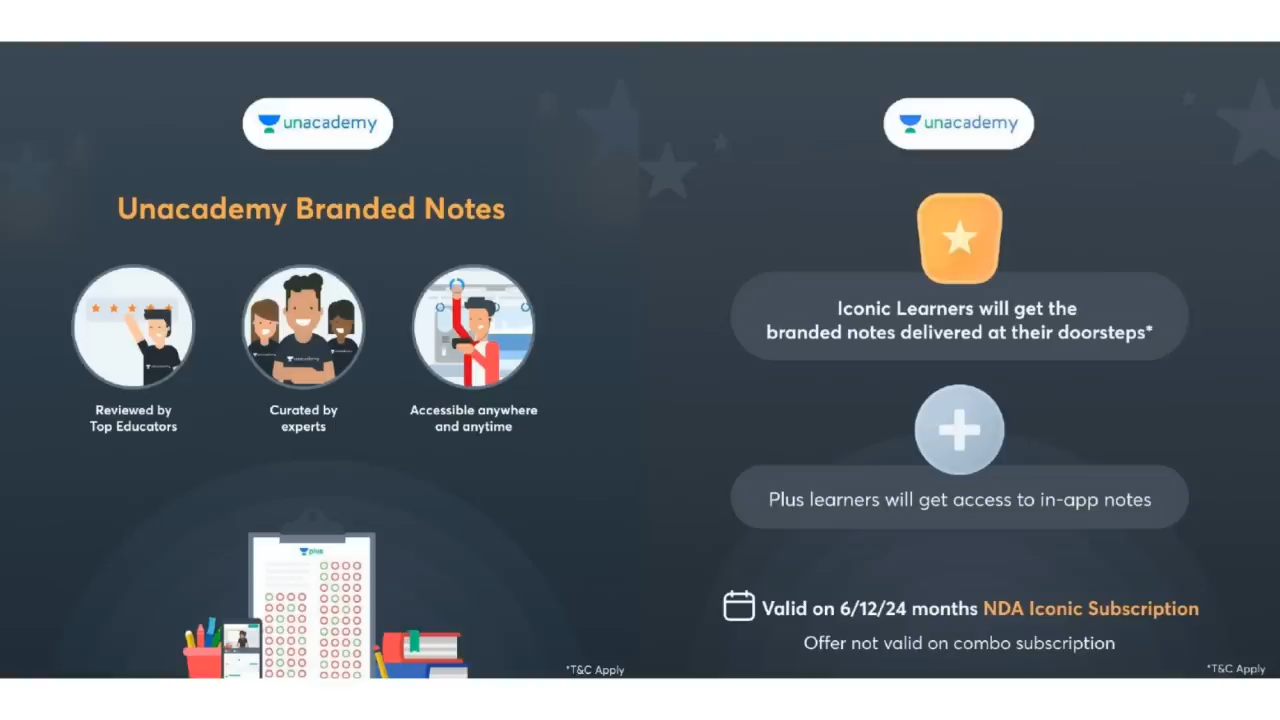 unacademy
Unacademy Branded Notes
Reviewed by
Top Educators
Curated by
experts
Accessible anywhere
and anytime
plus
*T&C Apply
unacademy
Iconic Learners will get the
branded notes delivered at their doorsteps*
Plus learners will get access to in-app notes
Valid on 6/12/24 months NDA Iconic Subscription
Offer not valid on combo subscription
*T&C Apply